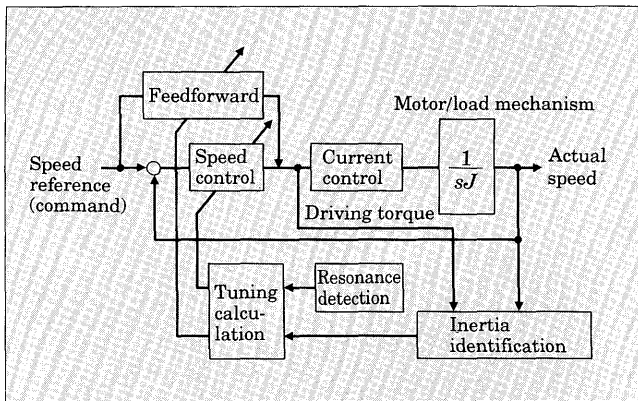 Feedforward
Motor/load mechanism
Speed
reference
(command)
Speed
control
Current
control
1
sJ
Actual
speed
Driving torque
Tuning
calcu-
lation
Resonance
detection
Inertia
identification